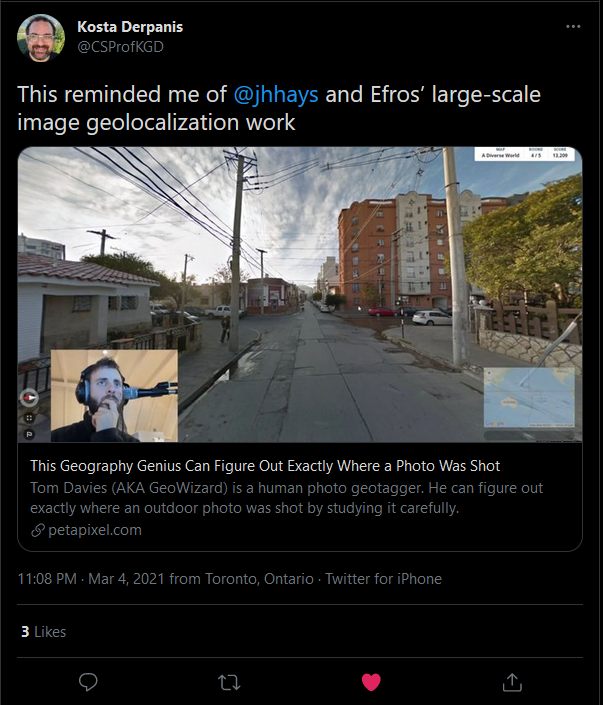 Kosta Derpanis
@CSProfKGD
This reminded me of @jhhays and Efros’ large-scale
image geolocalization work
MAP ROUND SCORE
A Diverse World 4 / 5 13,209
This Geography Genius Can Figure Out Exactly Where a Photo Was Shot
Tom Davies (AKA GeoWizard) is a human photo geotagger. He can figure out
exactly where an outdoor photo was shot by studying it carefully.
petapixel.com
11:08 PM · Mar 4, 2021 from Toronto, Ontario · Twitter for iPhone
3 Likes